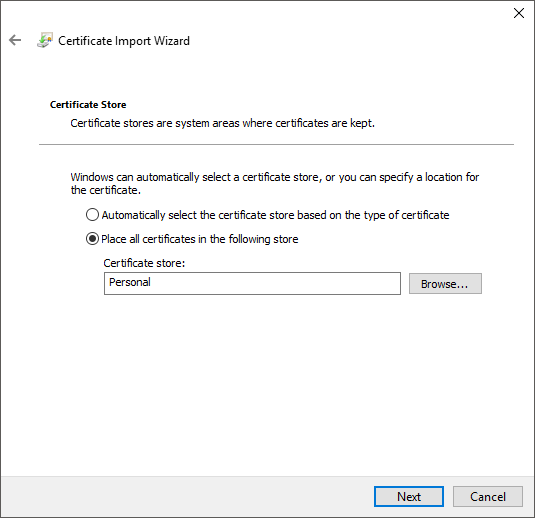 Certificate Import Wizard
Certificate Store
Certificate stores are system areas where certificates are kept.
Windows can automatically select a certificate store, or you can specify a location for
the certificate.
Automatically select the certificate store based on the type of certificate
Place all certificates in the following store
Certificate store:
Personal
Browse...
Next
Cancel